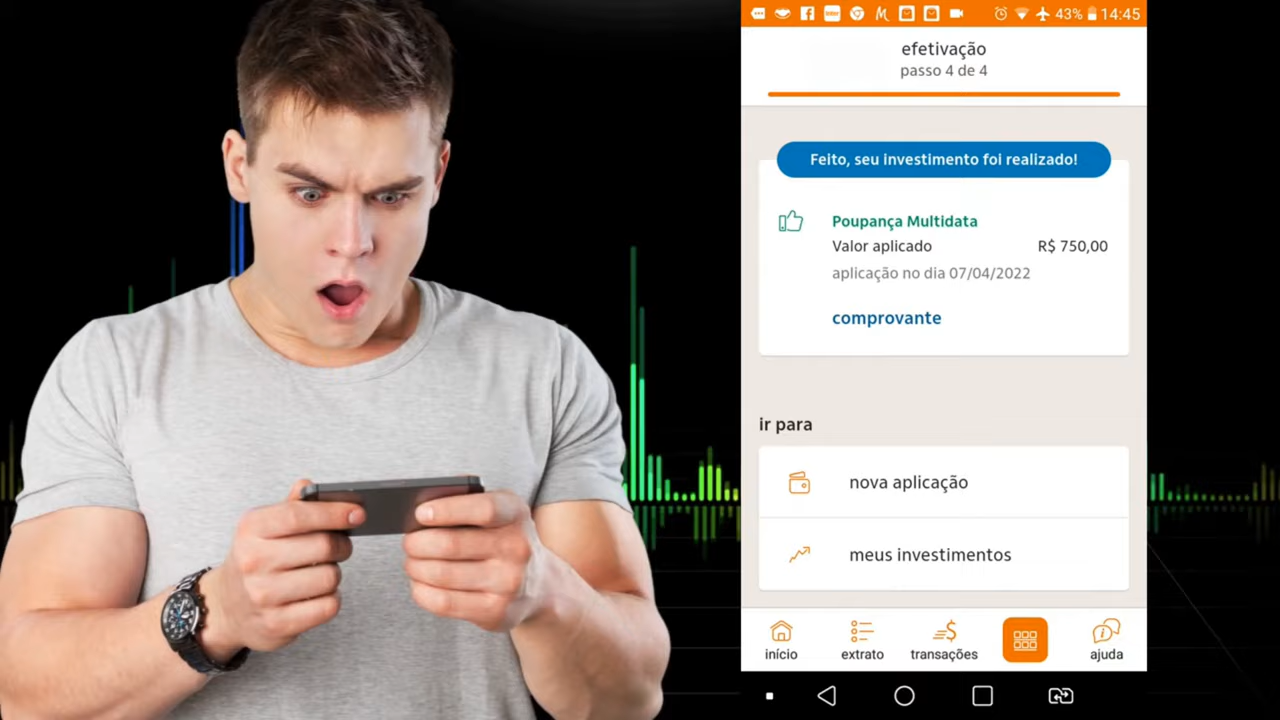 43% 14:45
efetivação
passo 4 de 4
Feito, seu investimento foi realizado!
Poupança Multidata
Valor aplicado R$ 750,00
aplicação no dia 07/04/2022
comprovante
ir para
nova aplicação
meus investimentos
início extrato transações ajuda